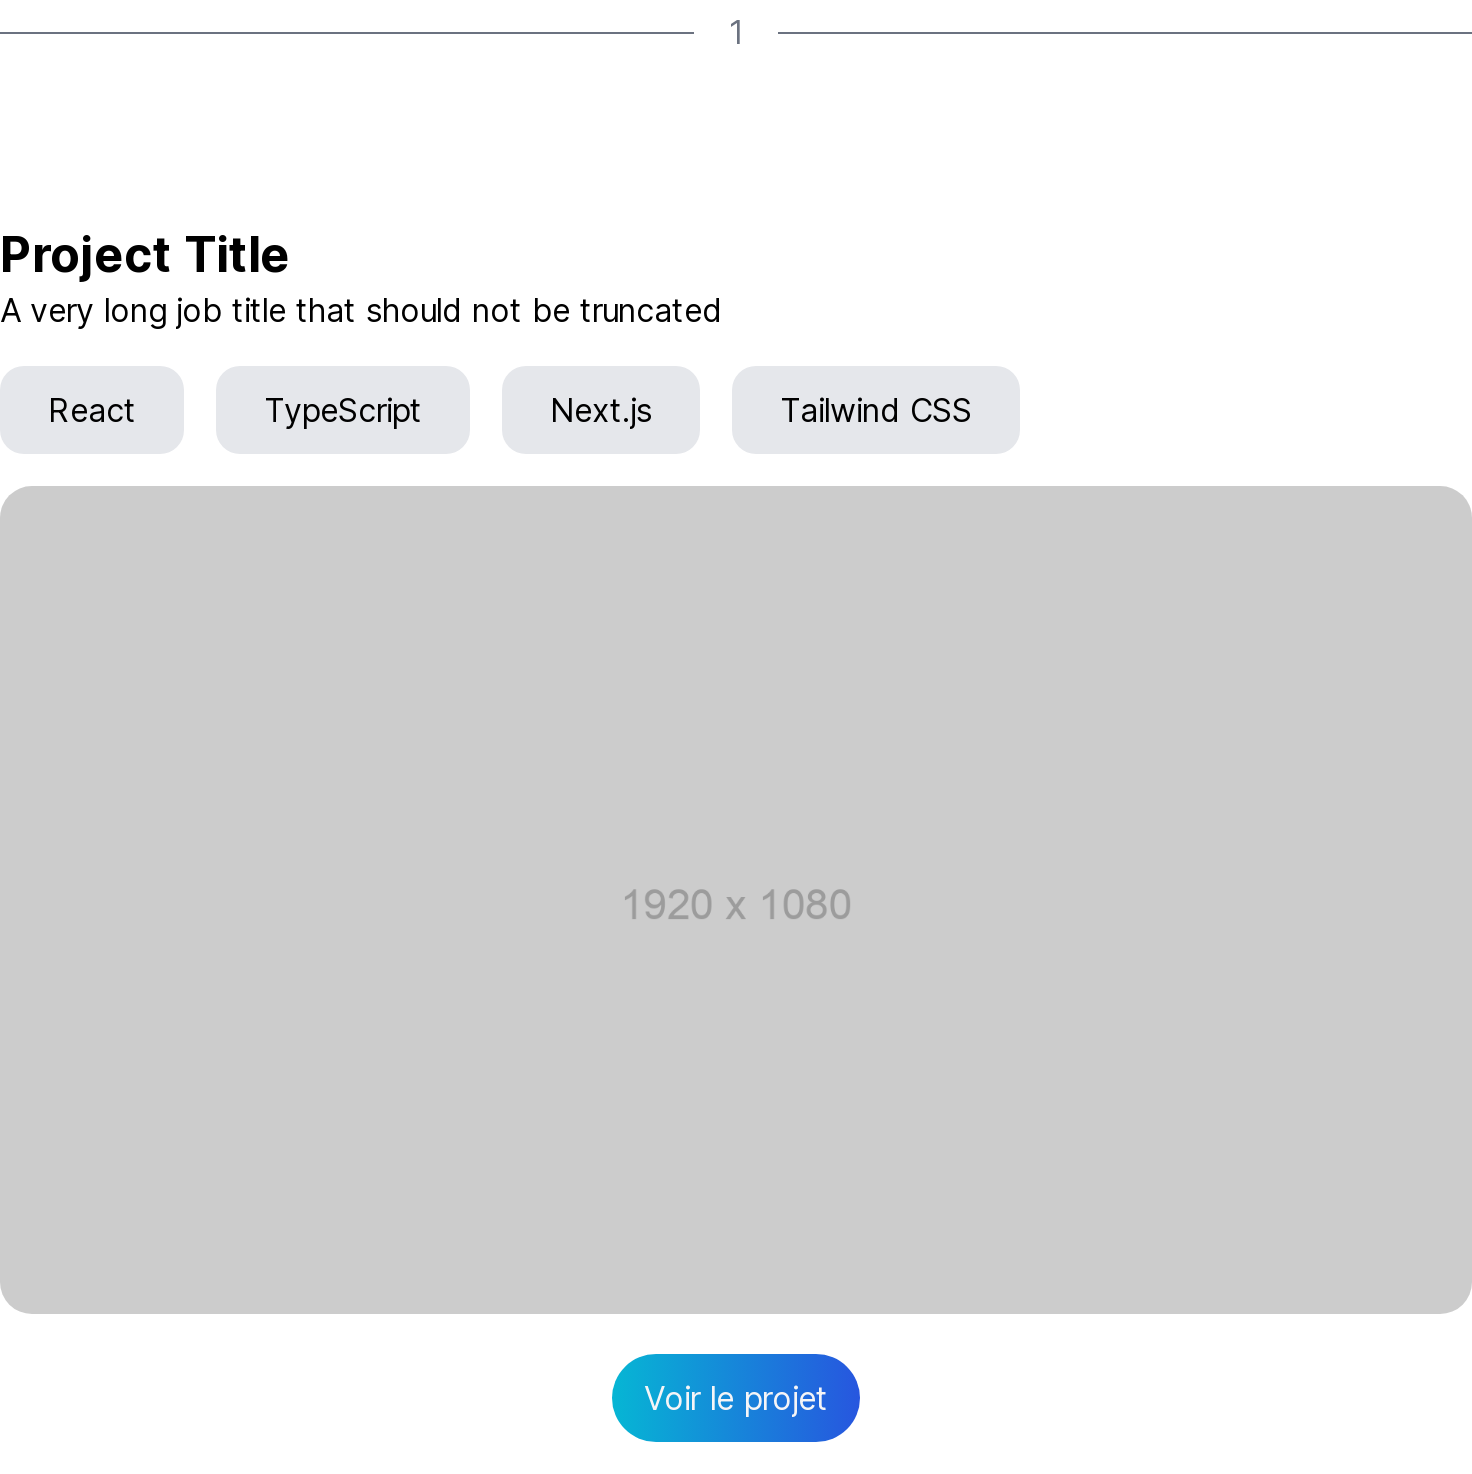 1
Project Title
A very long job title that should not be truncated
React
TypeScript
Next.js
Tailwind CSS
1920 x 1080
Voir le projet